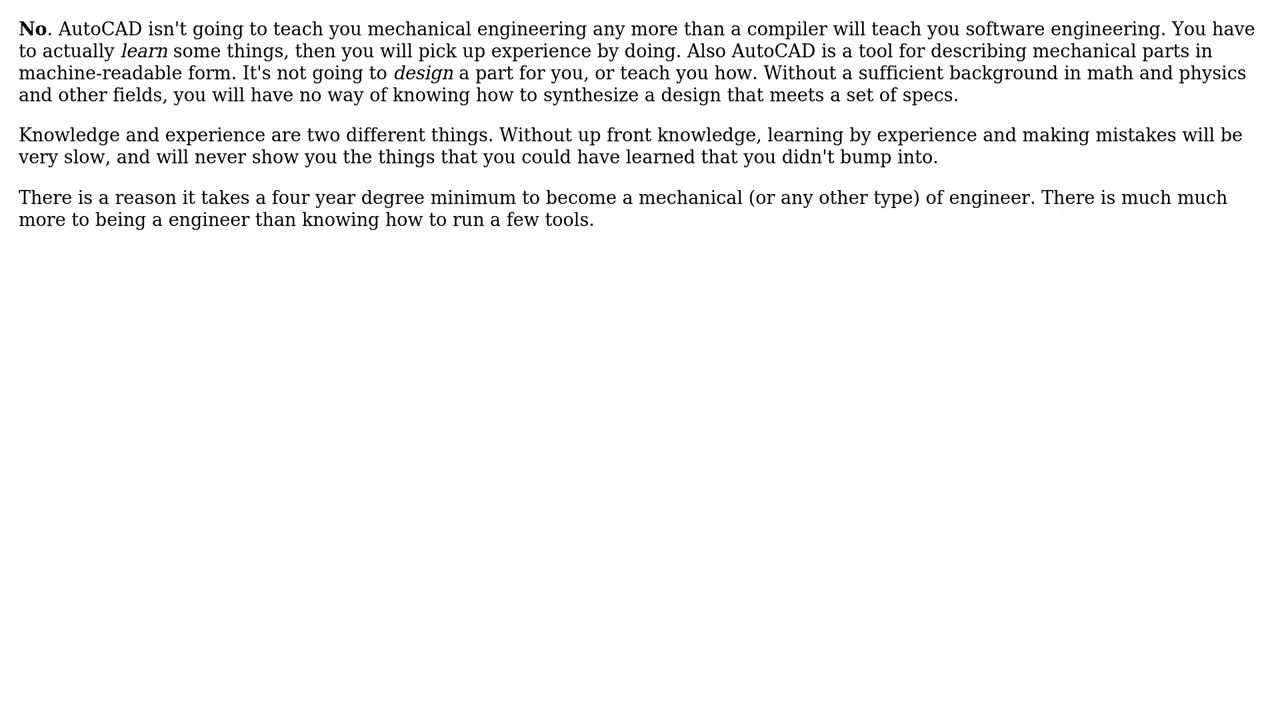 No. AutoCAD isn't going to teach you mechanical engineering any more than a compiler will teach you software engineering. You have
to actually learn some things, then you will pick up experience by doing. Also AutoCAD is a tool for describing mechanical parts in
machine-readable form. It's not going to design a part for you, or teach you how. Without a sufficient background in math and physics
and other fields, you will have no way of knowing how to synthesize a design that meets a set of specs.
Knowledge and experience are two different things. Without up front knowledge, learning by experience and making mistakes will be
very slow, and will never show you the things that you could have learned that you didn't bump into.
There is a reason it takes a four year degree minimum to become a mechanical (or any other type) of engineer. There is much much
more to being a engineer than knowing how to run a few tools.